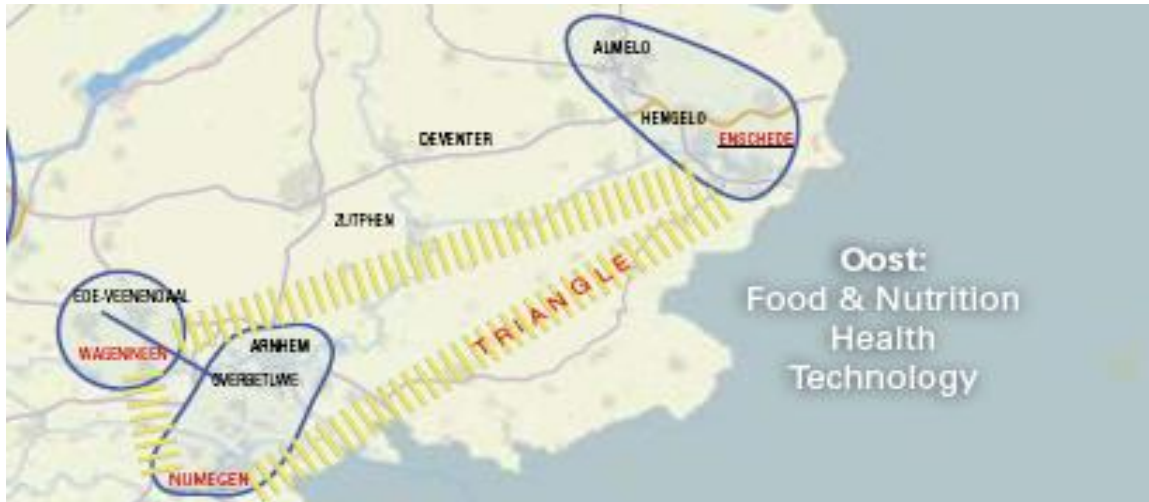 ALMELO
HENGELO
ENSCHEDE
DEVENTER
ZUTPHEN
EDE-VEENENDAAL
WAGENINGEN
ARNHEM
OVERBETUWE
NIJMEGEN
TRIANGLE
Oost:
Food & Nutrition
Health
Technology